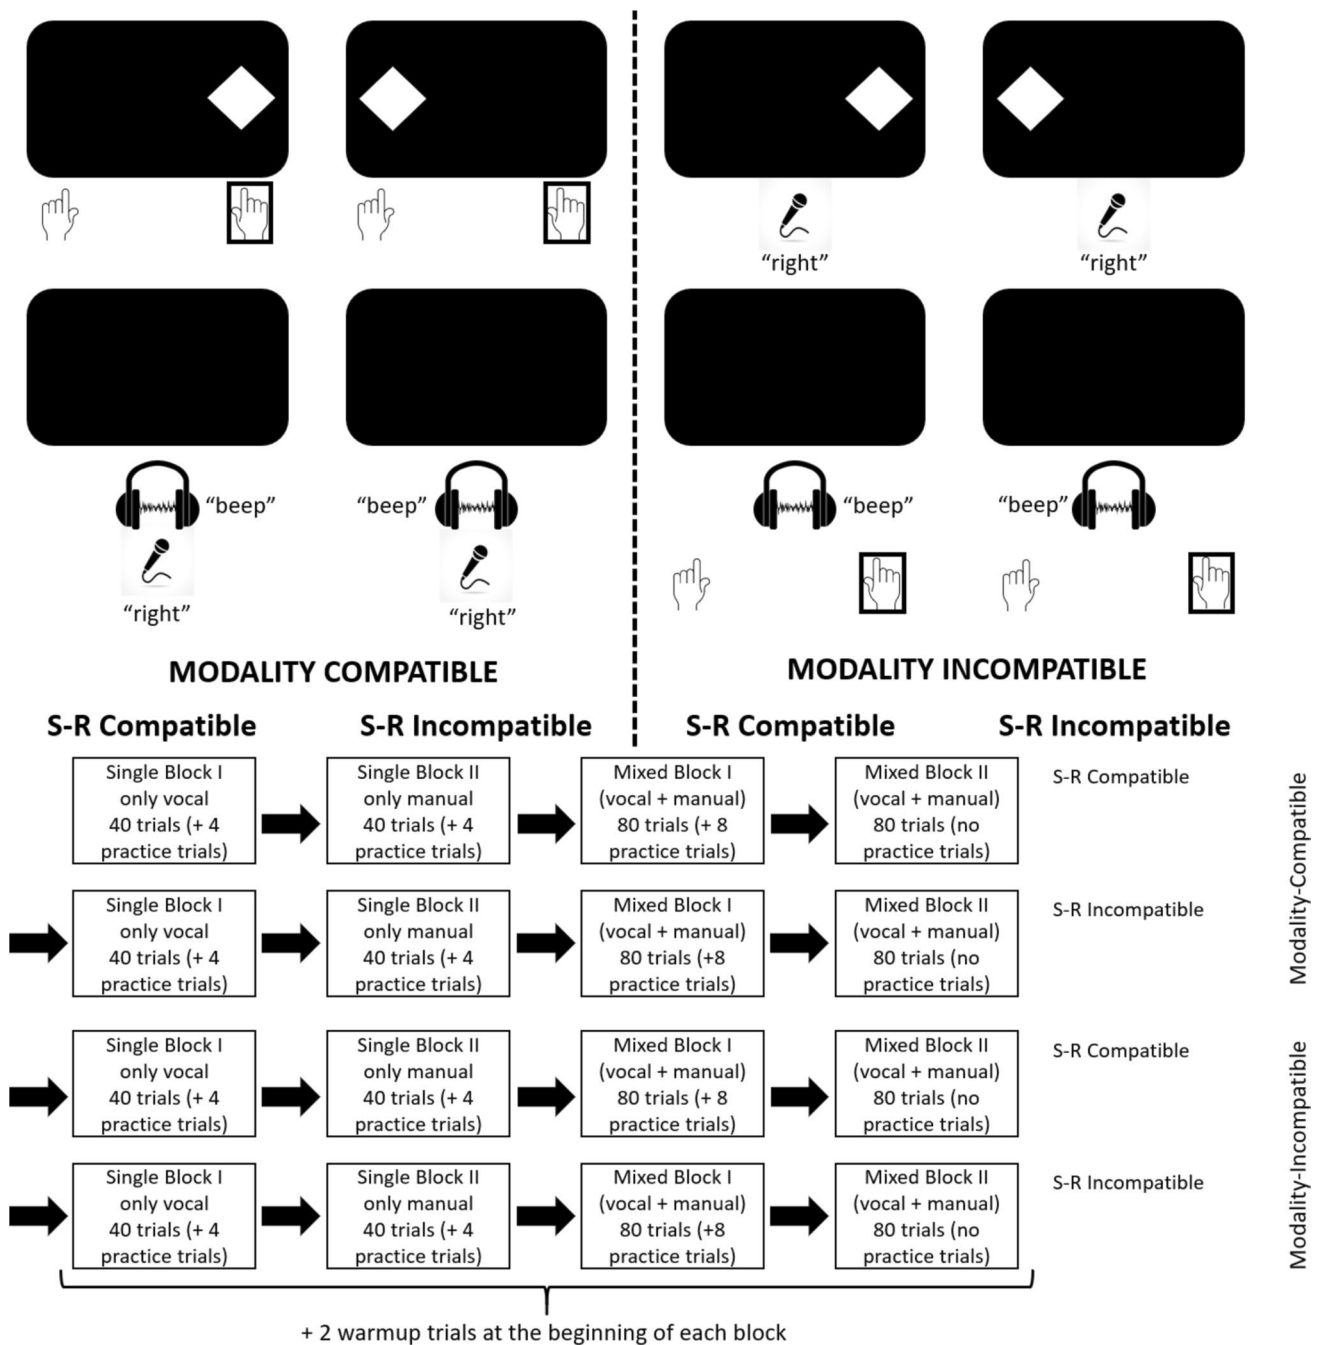 “right”
“right”
“beep”
“beep”
“beep”
“beep”
“right”
“right”
MODALITY COMPATIBLE
MODALITY INCOMPATIBLE
S-R Compatible
S-R Incompatible
S-R Compatible
S-R Incompatible
Single Block I
only vocal
40 trials (+ 4
practice trials)
Single Block II
only manual
40 trials (+ 4
practice trials)
Mixed Block I
(vocal + manual)
80 trials (+ 8
practice trials)
Mixed Block II
(vocal + manual)
80 trials (no
practice trials)
S-R Compatible
Single Block I
only vocal
40 trials (+ 4
practice trials)
Single Block II
only manual
40 trials (+ 4
practice trials)
Mixed Block I
(vocal + manual)
80 trials (+8
practice trials)
Mixed Block II
(vocal + manual)
80 trials (no
practice trials)
S-R Incompatible
Modality-Compatible
Single Block I
only vocal
40 trials (+ 4
practice trials)
Single Block II
only manual
40 trials (+ 4
practice trials)
Mixed Block I
(vocal + manual)
80 trials (+ 8
practice trials)
Mixed Block II
(vocal + manual)
80 trials (no
practice trials)
S-R Compatible
Single Block I
only vocal
40 trials (+ 4
practice trials)
Single Block II
only manual
40 trials (+ 4
practice trials)
Mixed Block I
(vocal + manual)
80 trials (+8
practice trials)
Mixed Block II
(vocal + manual)
80 trials (no
practice trials)
S-R Incompatible
Modality-Incompatible
+ 2 warmup trials at the beginning of each block